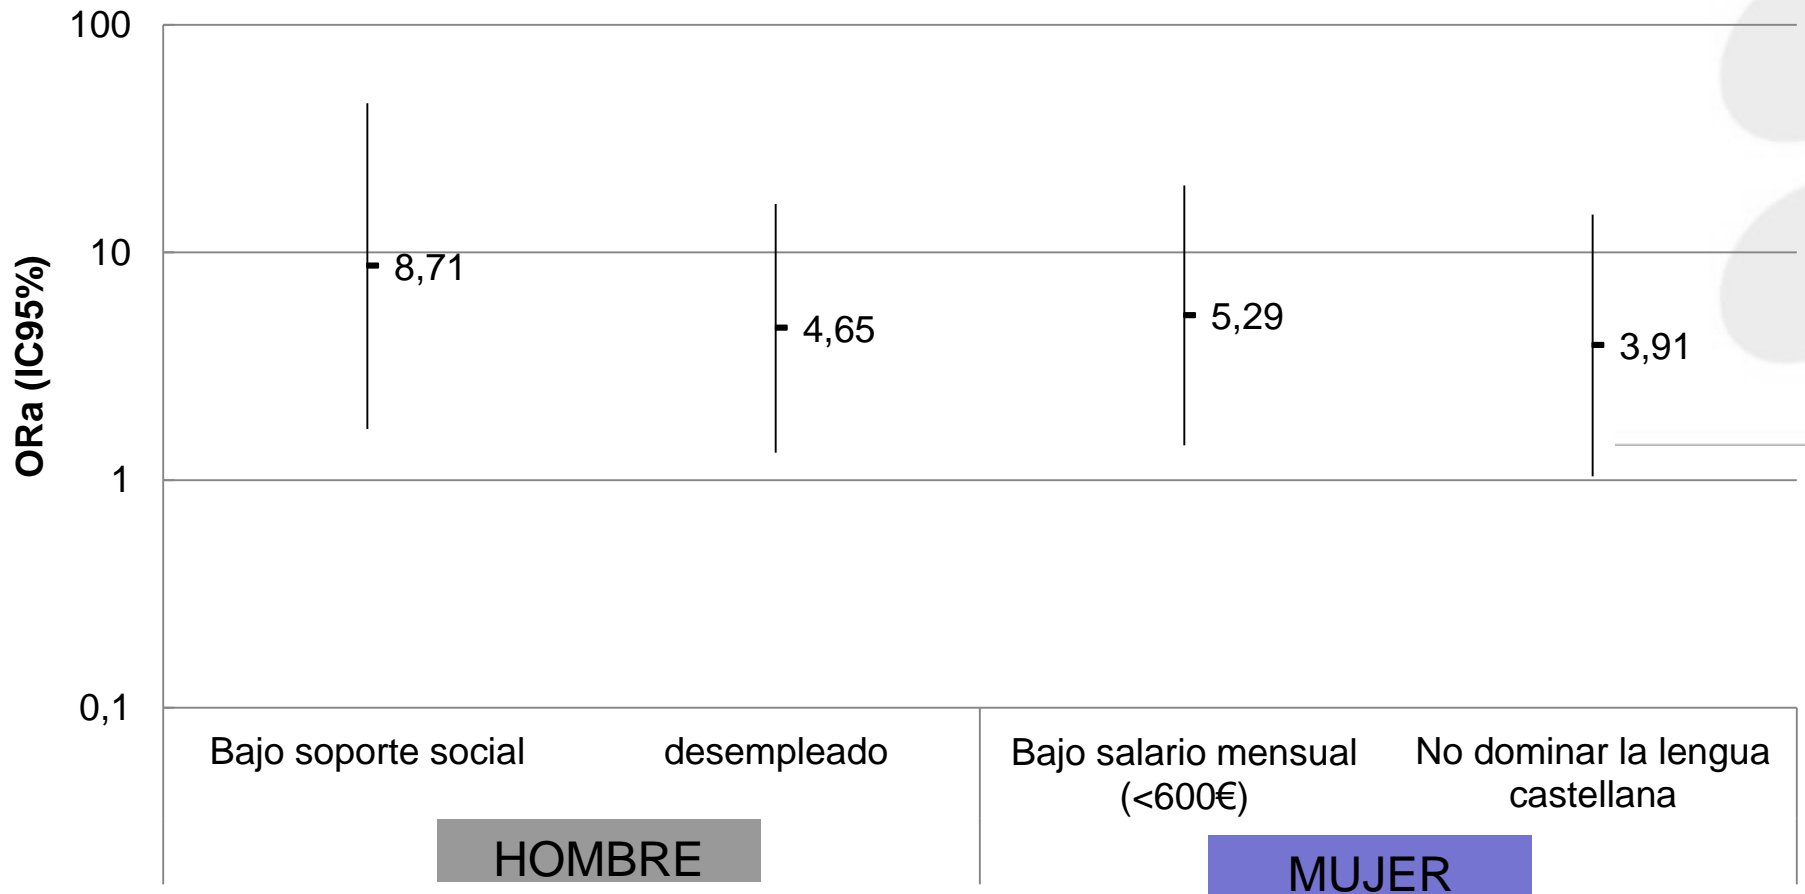 100
10
1
0,1
ORa (IC95%)
8,71
4,65
5,29
3,91
Bajo soporte social
desempleado
Bajo salario mensual
(<600€)
No dominar la lengua
castellana
HOMBRE
MUJER